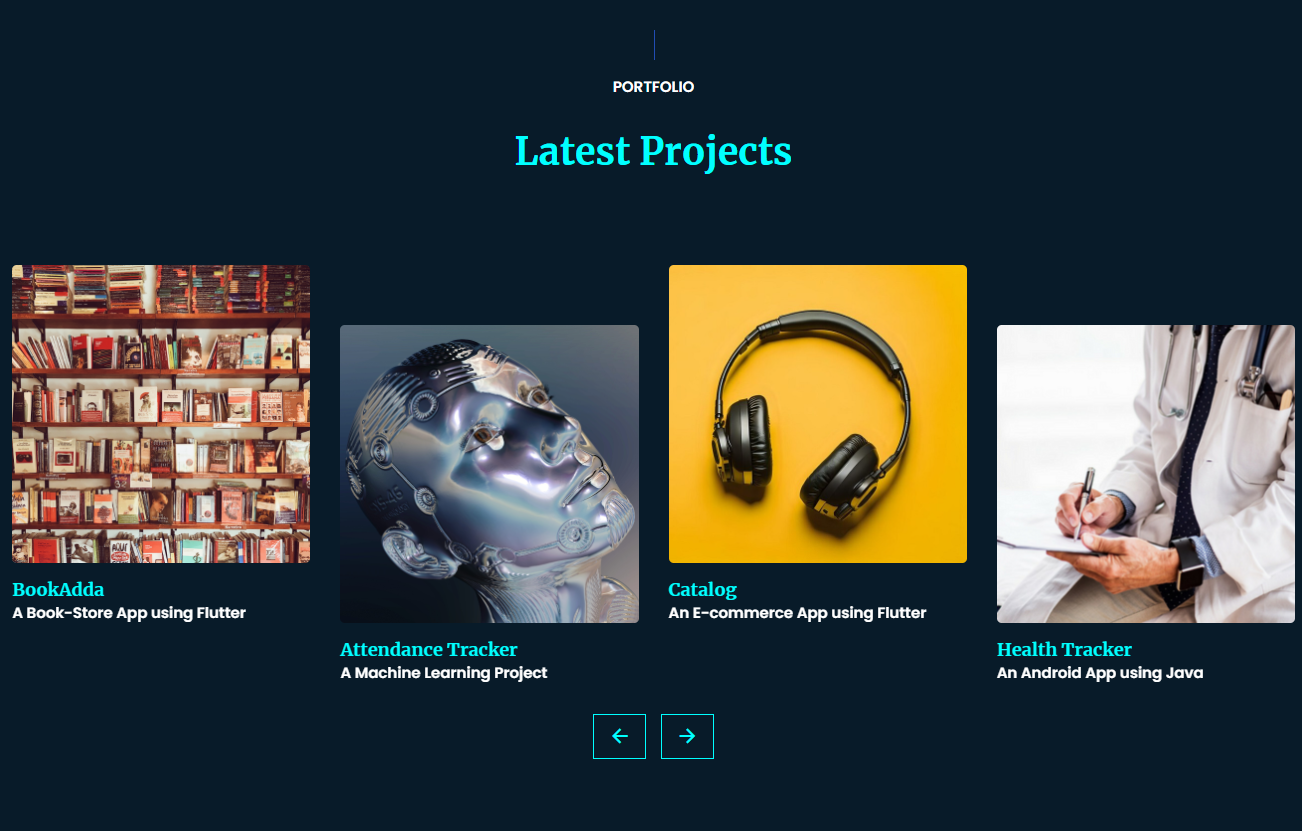 PORTFOLIO
Latest Projects
BookAdda
A Book-Store App using Flutter
Attendance Tracker
A Machine Learning Project
Catalog
An E-commerce App using Flutter
Health Tracker
An Android App using Java